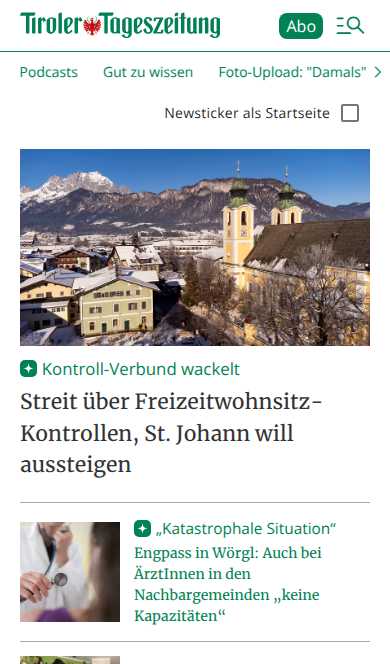 Tiroler Tageszeitung
Abo
Podcasts Gut zu wissen Foto-Upload: "Damals"
Newsticker als Startseite
Kontroll-Verbund wackelt
Streit über Freizeitwohnsitz-
Kontrollen, St. Johann will
aussteigen
„Katastrophale Situation“
Engpass in Wörgl: Auch bei
ÄrztInnen in den
Nachbargemeinden „keine
Kapazitäten“